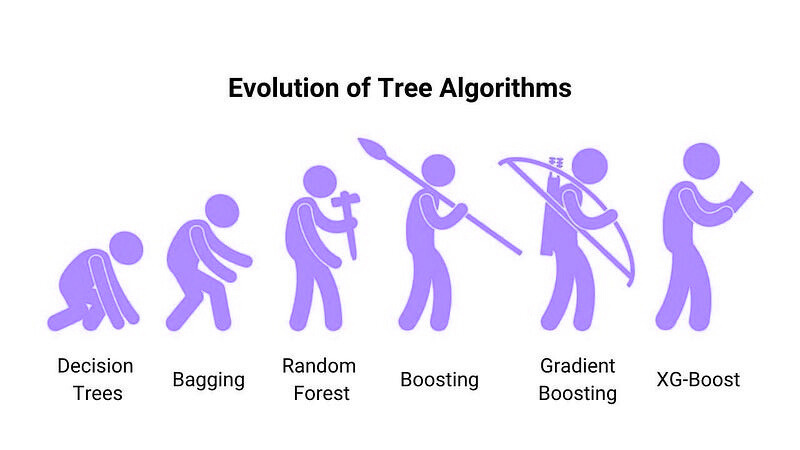 Evolution of Tree Algorithms
Decision
Trees
Bagging
Random
Forest
Boosting
Gradient
Boosting
XG-Boost